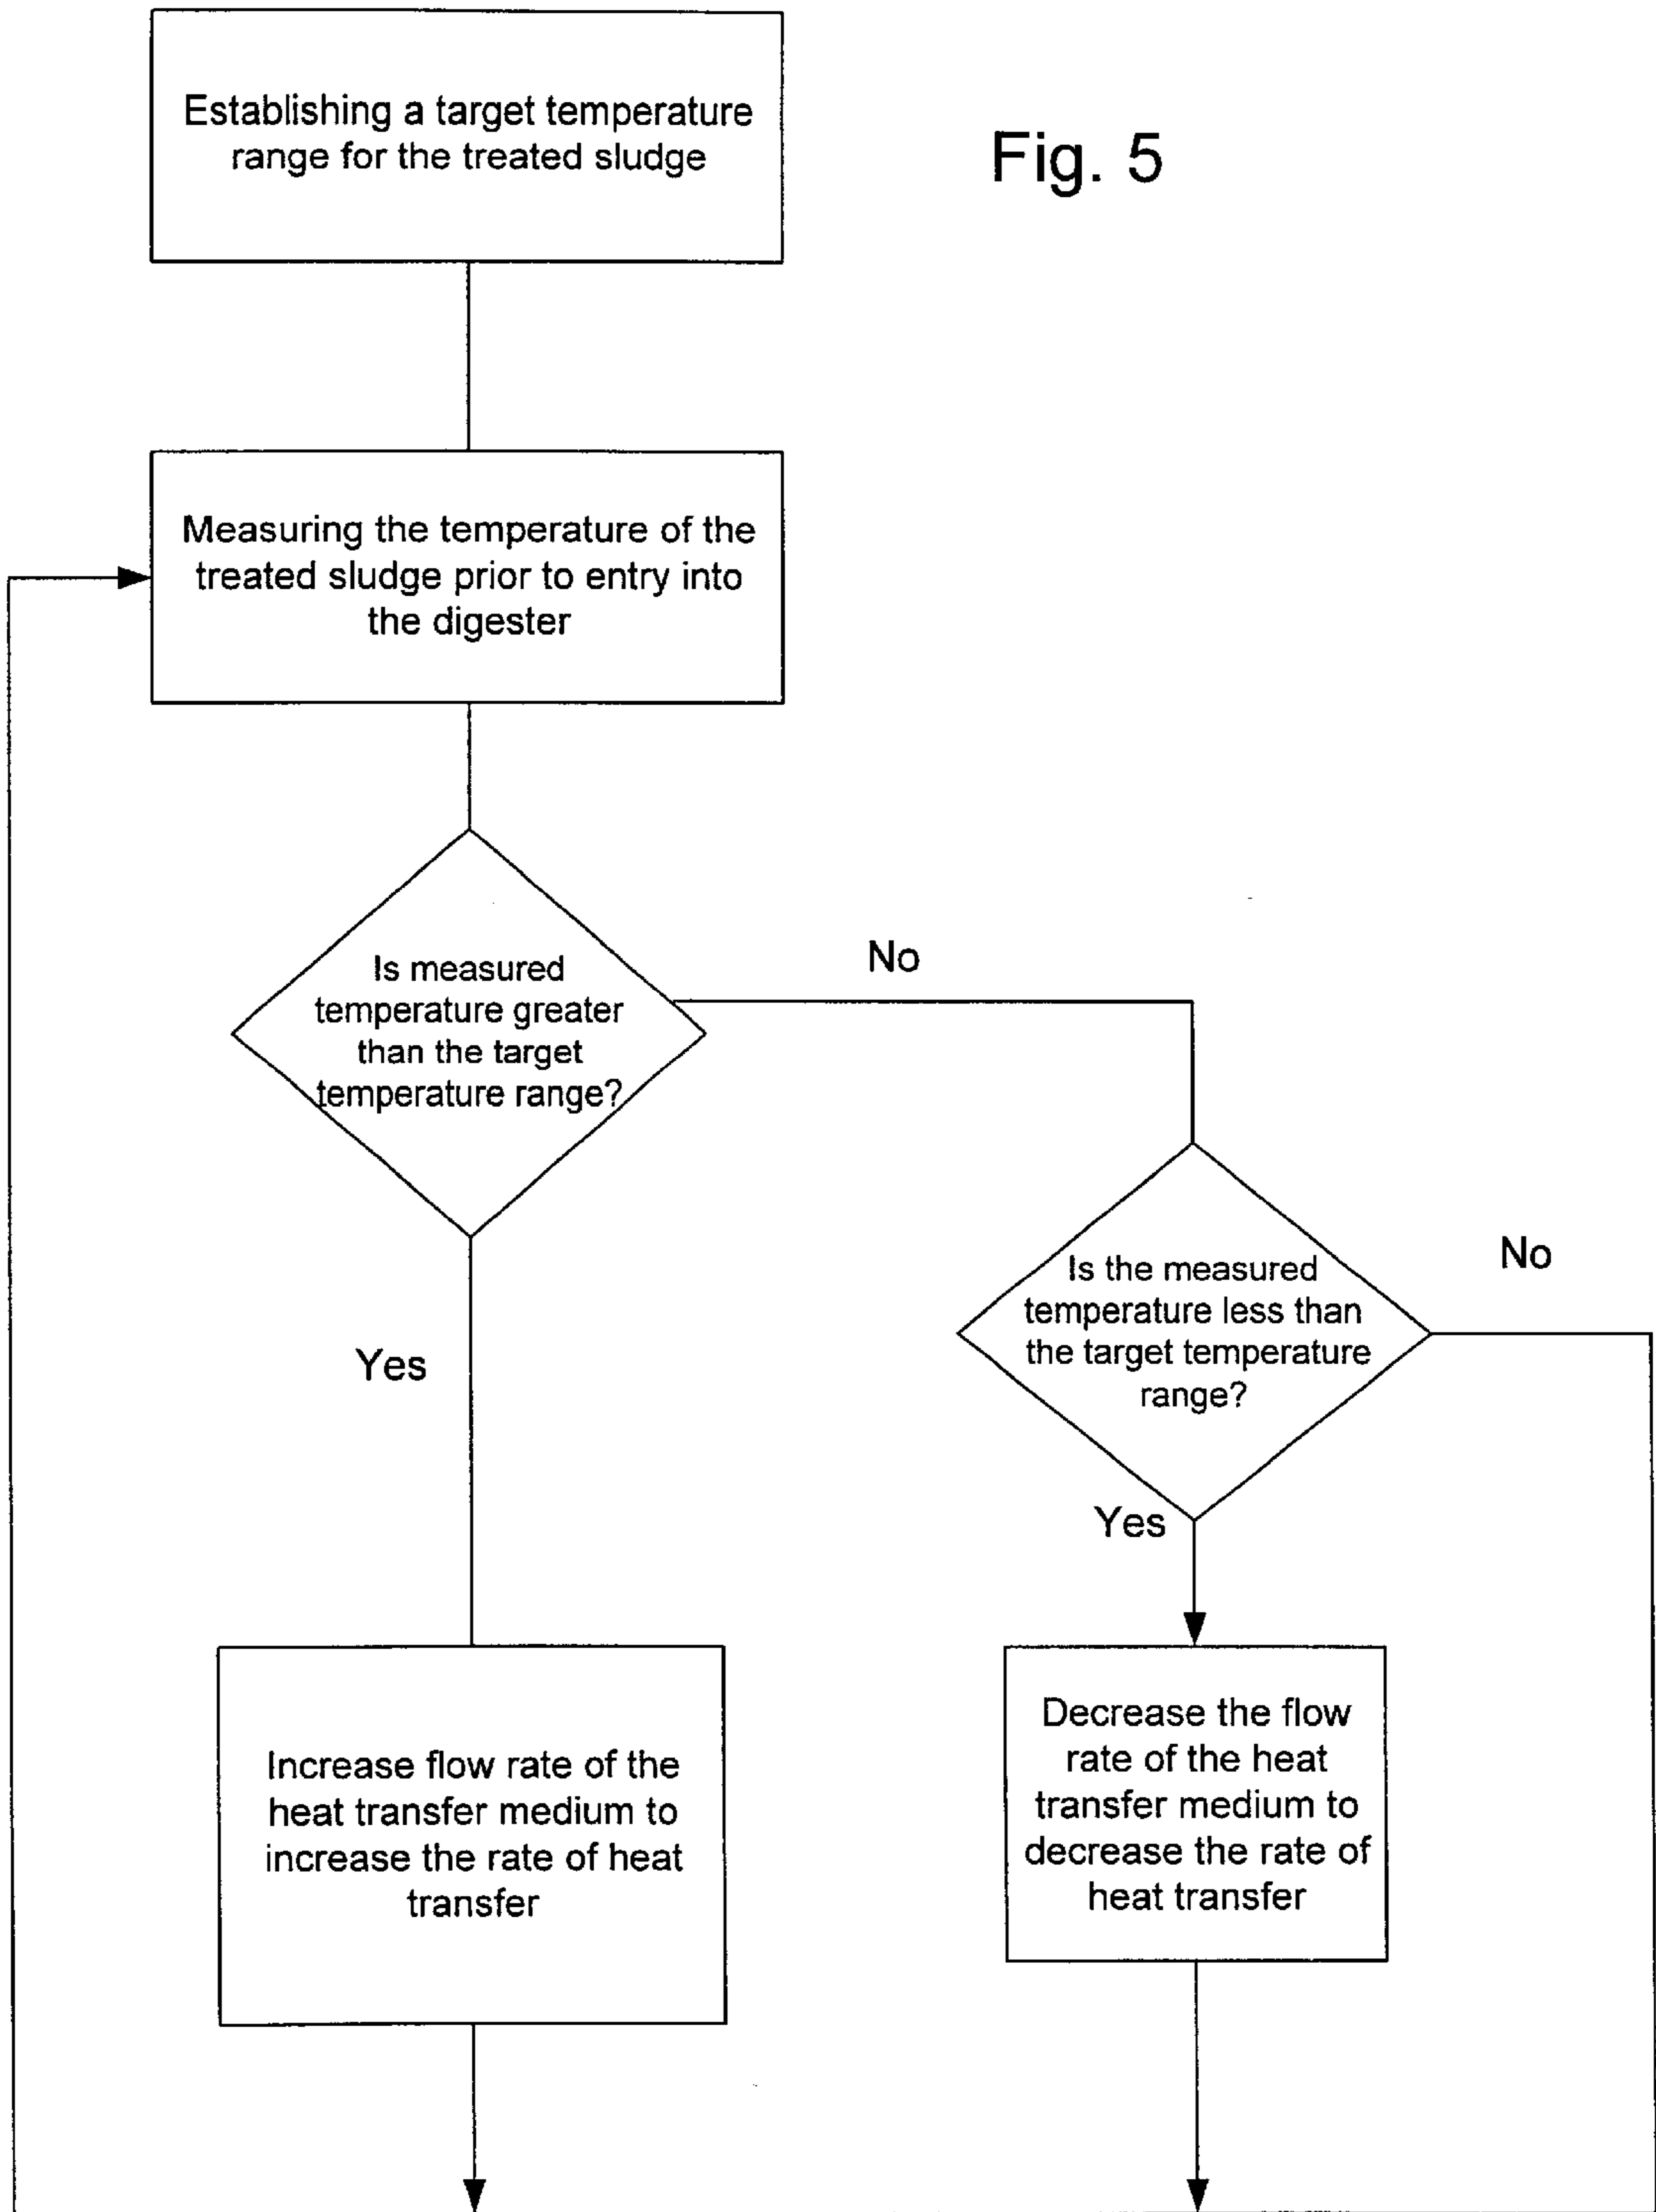 Establishing a target temperature
range for the treated sludge
Fig. 5
Measuring the temperature of the
treated sludge prior to entry into
the digester
Is measured
temperature greater
than the target
temperature range?
No
Is the measured
temperature less than
the target temperature
range?
No
Yes
Yes
Increase flow rate of the
heat transfer medium to
increase the rate of heat
transfer
Decrease the flow
rate of the heat
transfer medium to
decrease the rate of
heat transfer